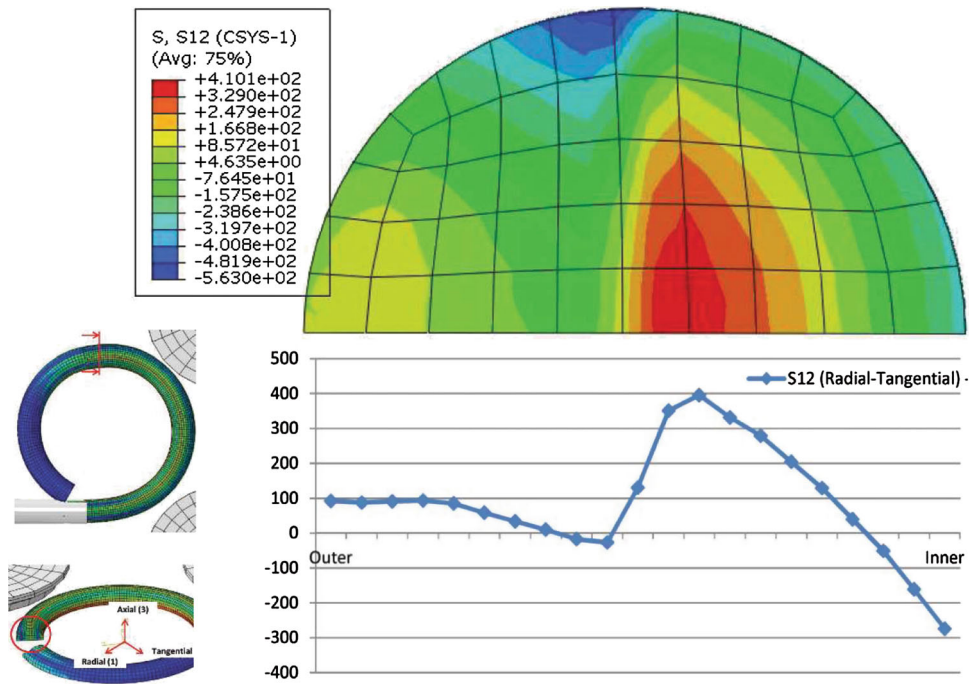 S, S12 (CSYS-1)
(Avg: 75%)
+4.101e+02
+3.290e+02
+2.479e+02
+1.668e+02
+8.572e+01
+4.635e+00
-7.645e+01
-1.575e+02
-2.386e+02
-3.197e+02
-4.008e+02
-4.819e+02
-5.630e+02
500
400
300
200
100
0
-100
-200
-300
-400
S12 (Radial-Tangential)
Outer
Inner
Axial (3)
Radial (1)
Tangential